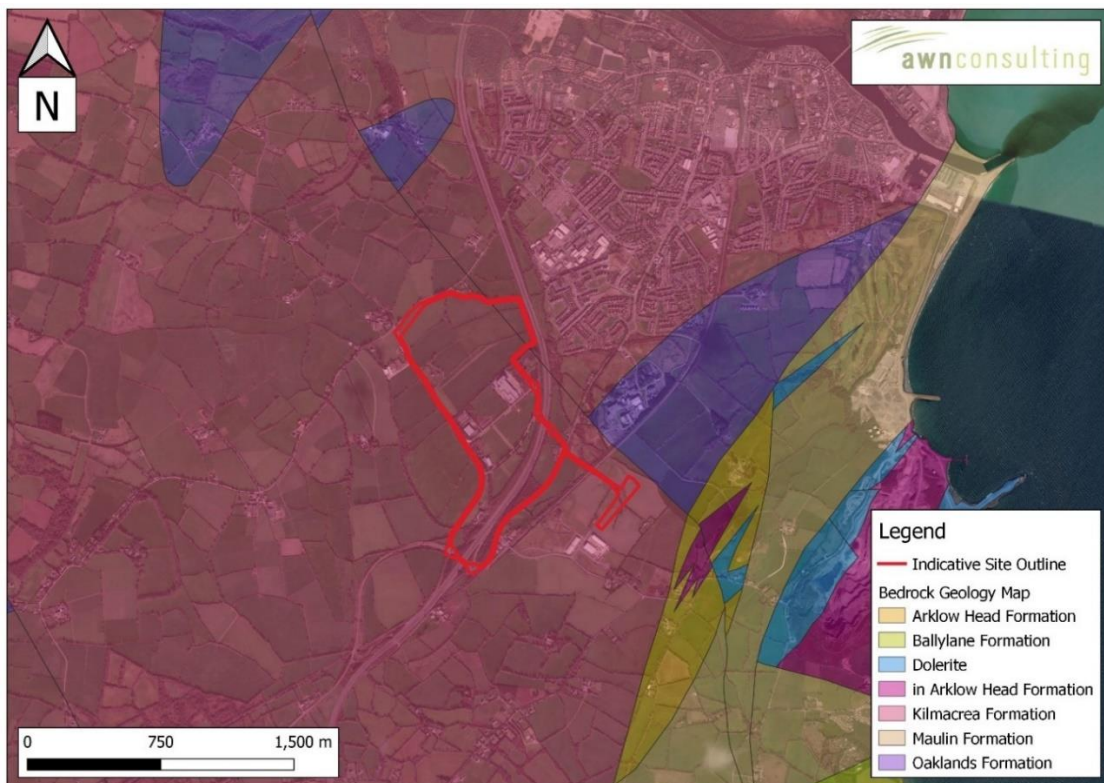 N
awnconsulting
Legend
Indicative Site Outline
Bedrock Geology Map
Arklow Head Formation
Ballylane Formation
Dolerite
in Arklow Head Formation
Kilmacrea Formation
Maulin Formation
Oaklands Formation
0 750 1,500 m